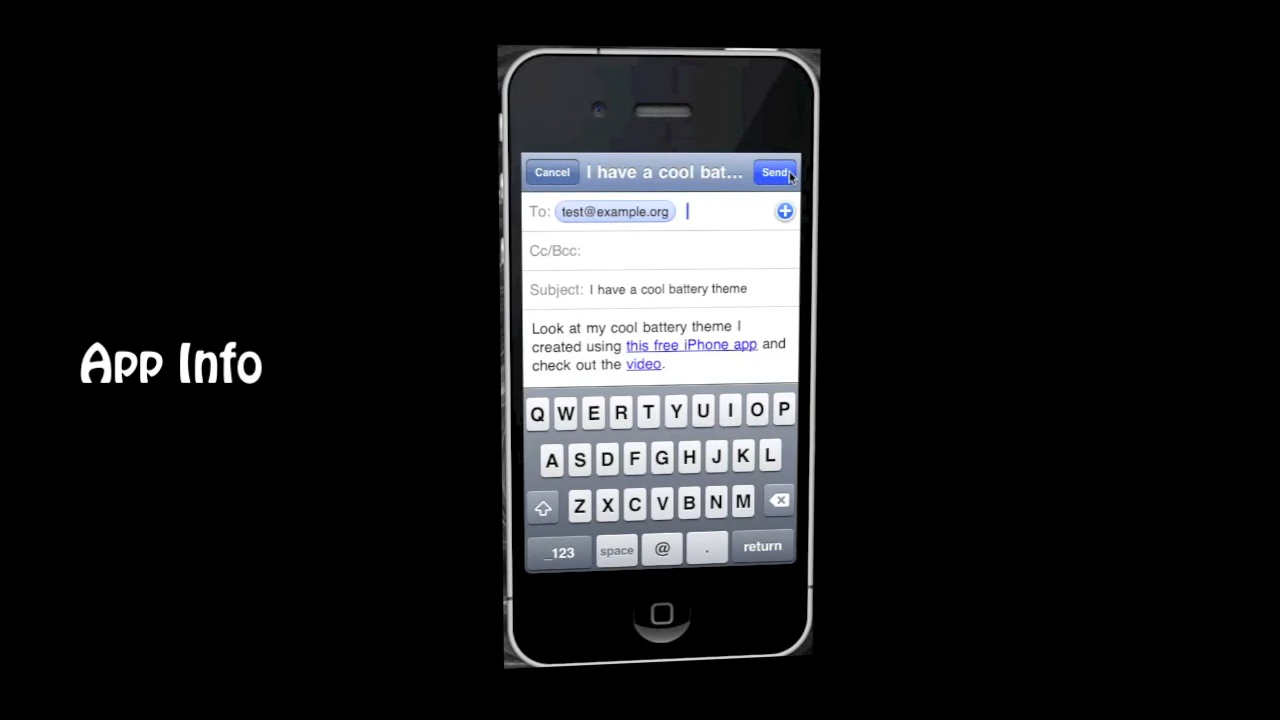 App Info
Cancel I have a cool bat... Send
To: test@example.org
Cc/Bcc:
Subject: I have a cool battery theme
Look at my cool battery theme I
created using this free iPhone app and
check out the video.
Q W E R T Y U I O P
A S D F G H J K L
Z X C V B N M
_123 space @ . return